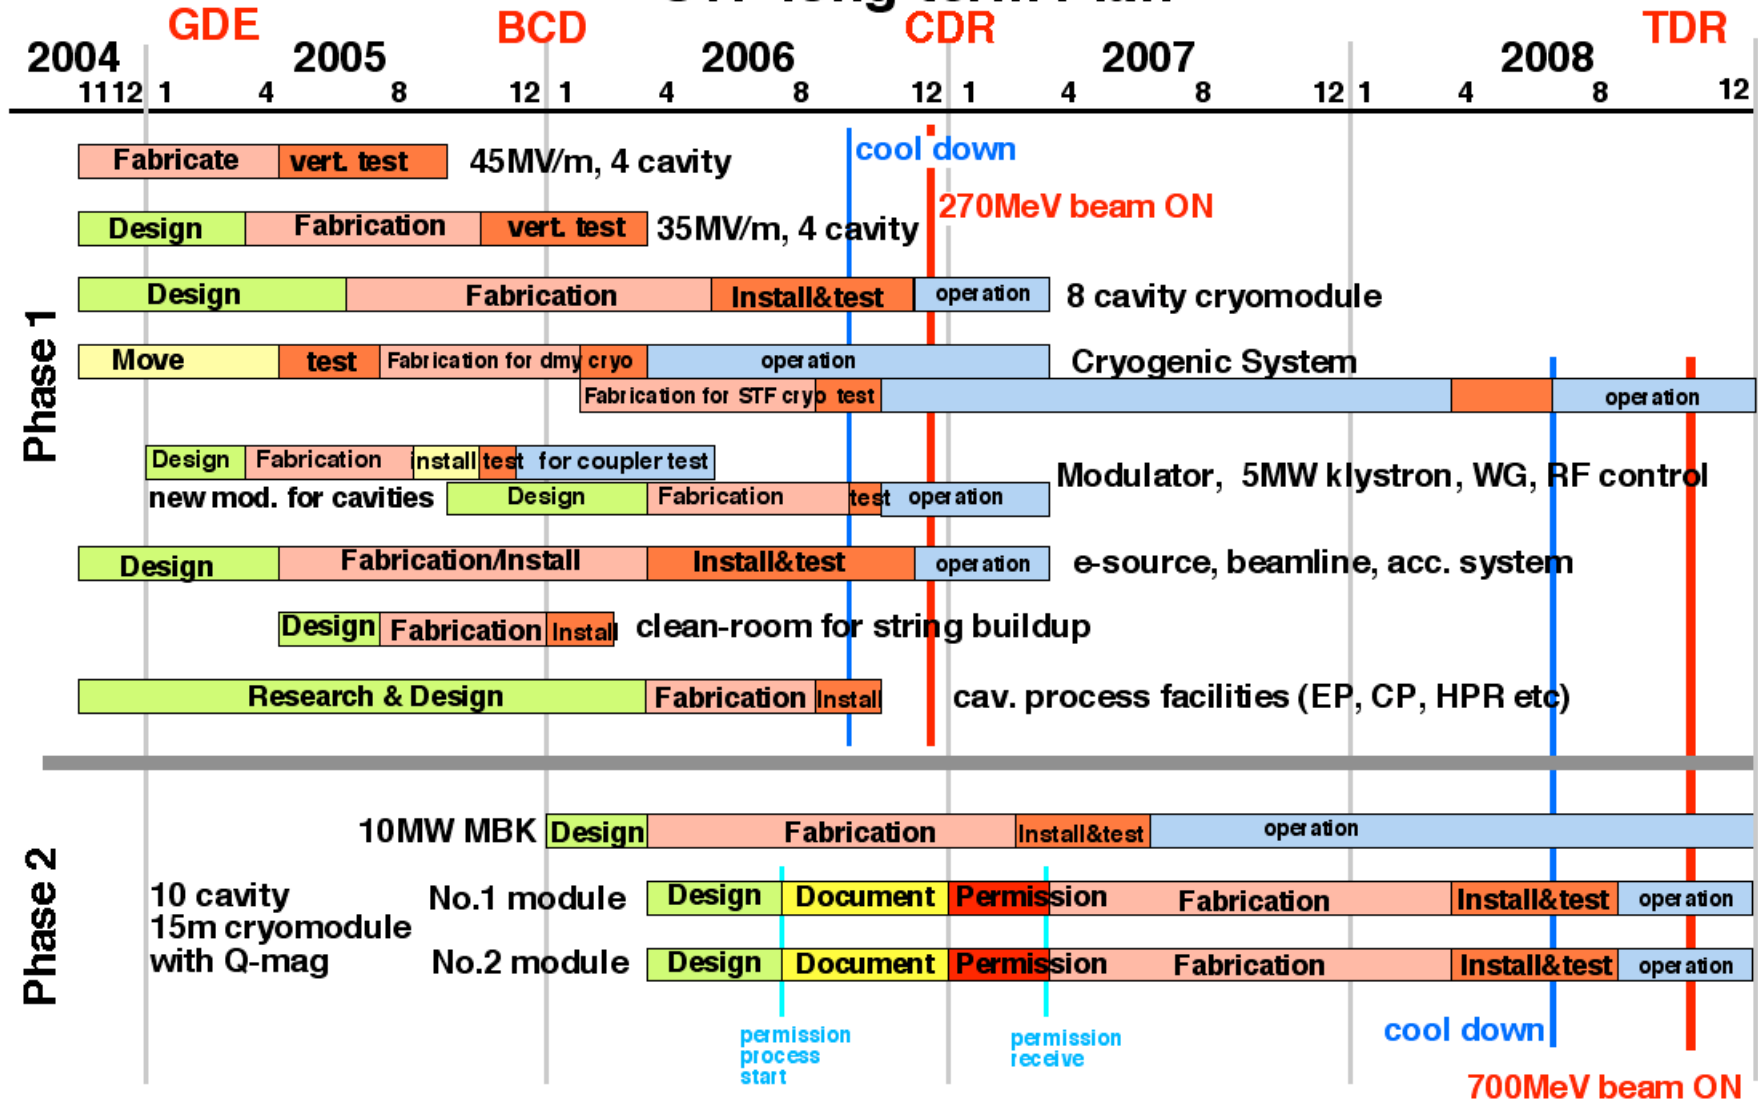 STF long term Plan
GDE BCD CDR TDR
2004 2005 2006 2007 2008
11 12 1 4 8 12 1 4 8 12 1 4 8 12 1 4 8 12
cool down
Fabricate vert. test 45MV/m, 4 cavity
270MeV beam ON
Design Fabrication vert. test 35MV/m, 4 cavity
Design Fabrication Install&test operation 8 cavity cryomodule
Phase 1
Move test Fabrication for dmy cryo operation Cryogenic System
Fabrication for STF cryo test operation
Design Fabrication install test for coupler test
Modulator, 5MW klystron, WG, RF control
new mod. for cavities Design Fabrication test operation
Design Fabrication/Install Install&test operation e-source, beamline, acc. system
Design Fabrication Install clean-room for string buildup
Research & Design Fabrication Install cav. process facilities (EP, CP, HPR etc)
Phase 2
10MW MBK Design Fabrication Install&test operation
10 cavity
15m cryomodule
with Q-mag
No.1 module Design Document Permission Fabrication Install&test operation
No.2 module Design Document Permission Fabrication Install&test operation
permission
process
start
permission
receive
cool down
700MeV beam ON